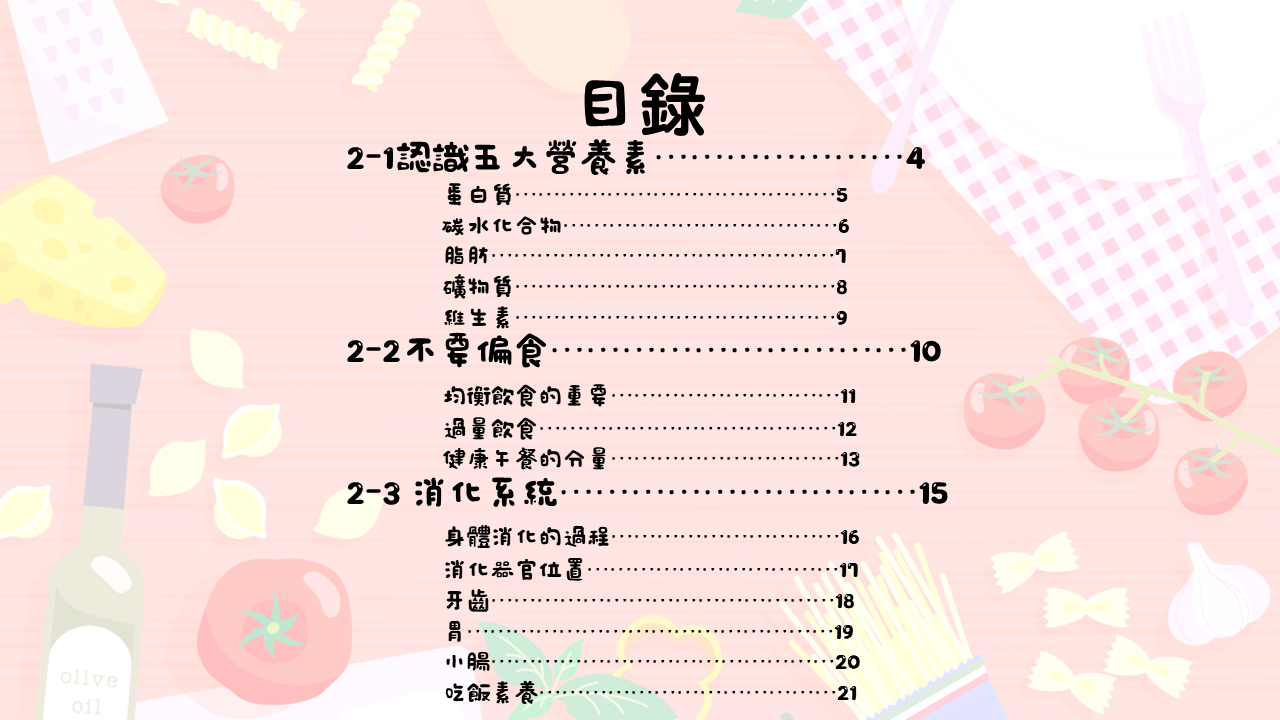 目錄
2-1認識五大營養素·····················4
蛋白質··································5
碳水化合物·····························6
脂肪····································7
礦物質··································8
維生素··································9
2-2不要偏食······························10
均衡飲食的重要························11
過量飲食································12
健康午餐的分量························13
2-3 消化系統······························15
身體消化的過程························16
消化器官位置···························17
牙齒····································18
胃·······································19
小腸····································20
吃飯素養································21
olive
oil